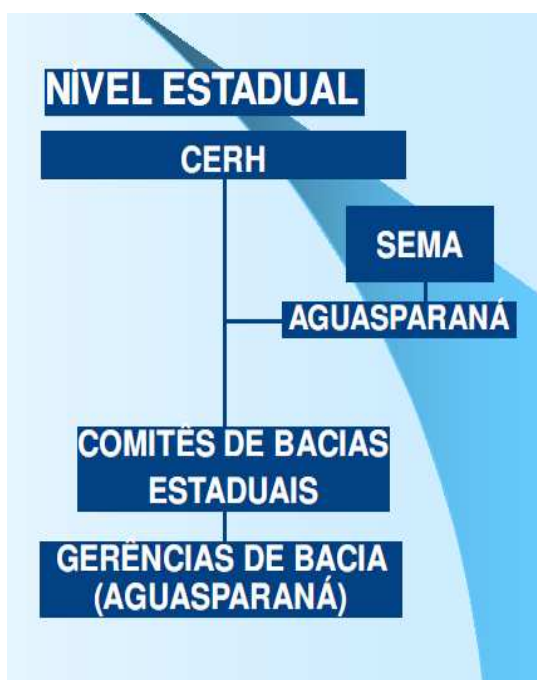 NÍVEL ESTADUAL
CERH
SEMA
AGUASPARANÁ
COMITÊS DE BACIAS
ESTADUAIS
GERÊNCIAS DE BACIA
(AGUASPARANÁ)